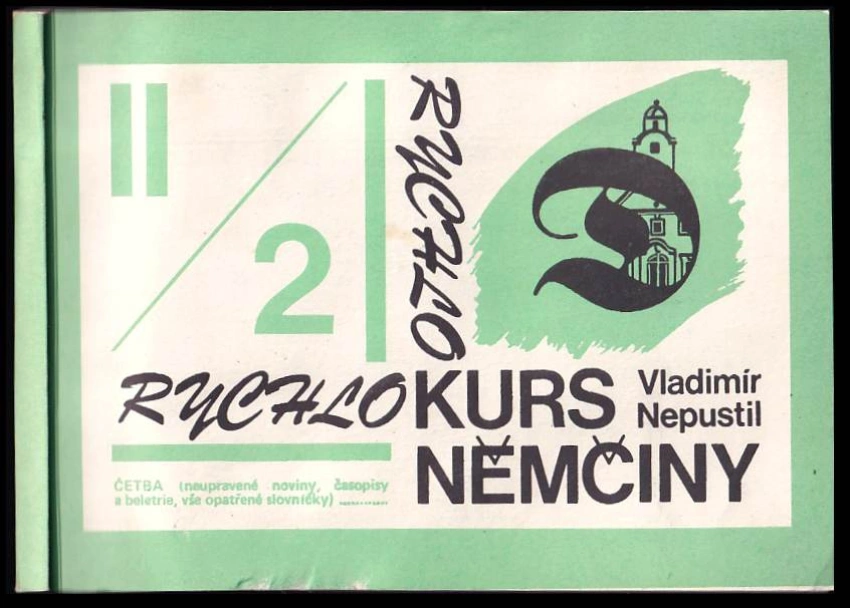 II
2
RYCHLO
D
RYCHLOKURS
NĚMČINY
Vladimír
Nepustil
ČETBA (neupravené noviny, časopisy
a beletrie, vše opatřené slovníčky)